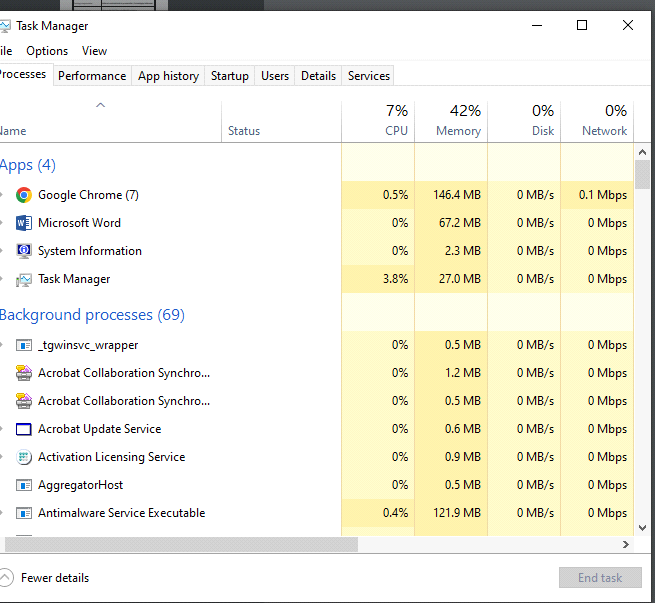 Task Manager
ile Options View
Processes Performance App history Startup Users Details Services
7% 42% 0% 0%
Name Status CPU Memory Disk Network
Apps (4)
Google Chrome (7) 0.5% 146.4 MB 0 MB/s 0.1 Mbps
Microsoft Word 0% 67.2 MB 0 MB/s 0 Mbps
System Information 0% 2.3 MB 0 MB/s 0 Mbps
Task Manager 3.8% 27.0 MB 0 MB/s 0 Mbps
Background processes (69)
_tgwinsvc_wrapper 0% 0.5 MB 0 MB/s 0 Mbps
Acrobat Collaboration Synchro... 0% 1.2 MB 0 MB/s 0 Mbps
Acrobat Collaboration Synchro... 0% 0.5 MB 0 MB/s 0 Mbps
Acrobat Update Service 0% 0.6 MB 0 MB/s 0 Mbps
Activation Licensing Service 0% 0.9 MB 0 MB/s 0 Mbps
AggregatorHost 0% 0.5 MB 0 MB/s 0 Mbps
Antimalware Service Executable 0.4% 121.9 MB 0 MB/s 0 Mbps
Fewer details End task